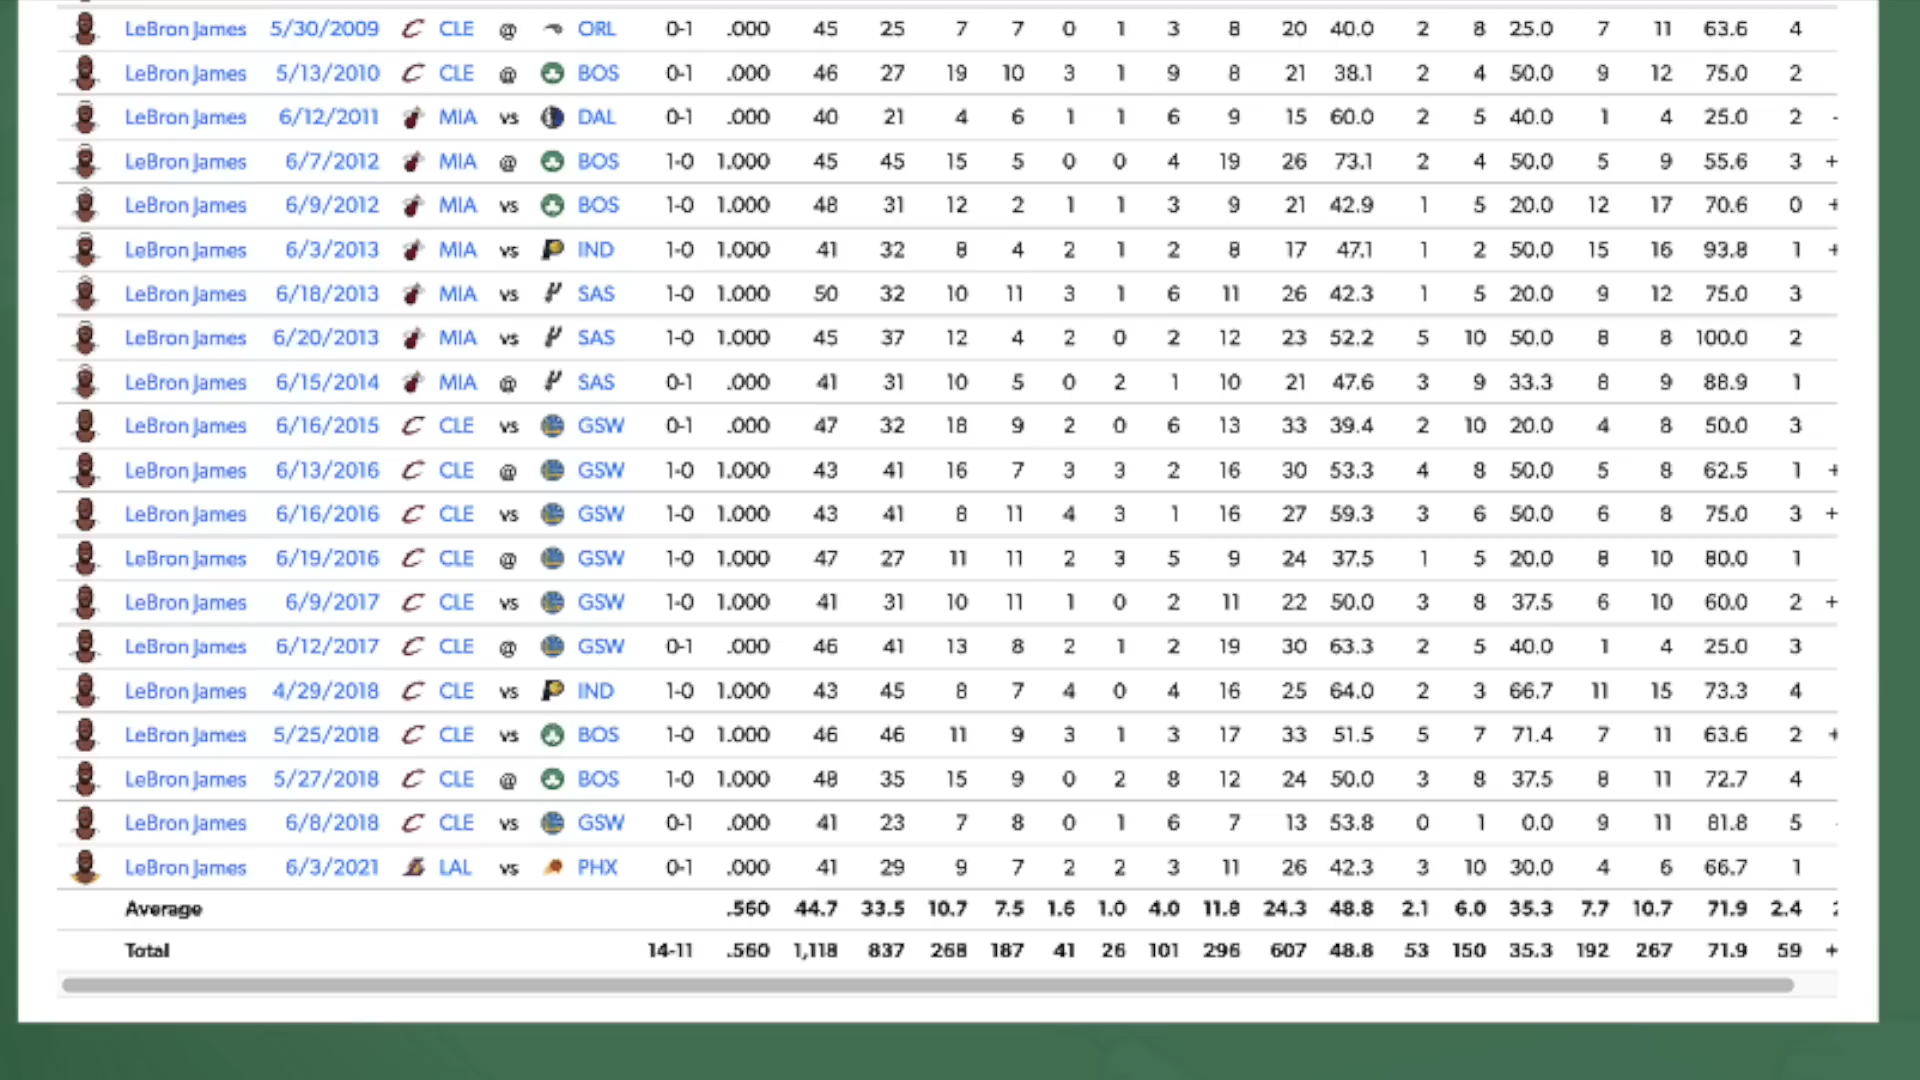 LeBron James 5/30/2009 CLE @ ORL 0-1 .000 45 25 7 7 0 1 3 8 20 40.0 2 8 25.0 7 11 63.6 4
LeBron James 5/13/2010 CLE @ BOS 0-1 .000 46 27 19 10 3 1 9 8 21 38.1 2 4 50.0 9 12 75.0 2
LeBron James 6/12/2011 MIA vs DAL 0-1 .000 40 21 4 6 1 1 6 9 15 60.0 2 5 40.0 1 4 25.0 2 -
LeBron James 6/7/2012 MIA @ BOS 1-0 1.000 45 45 15 5 0 0 4 19 26 73.1 2 4 50.0 5 9 55.6 3 +
LeBron James 6/9/2012 MIA vs BOS 1-0 1.000 48 31 12 2 1 1 3 9 21 42.9 1 5 20.0 12 17 70.6 0 +
LeBron James 6/3/2013 MIA vs IND 1-0 1.000 41 32 8 4 2 1 2 8 17 47.1 1 2 50.0 15 16 93.8 1 +
LeBron James 6/18/2013 MIA vs SAS 1-0 1.000 50 32 10 11 3 1 6 11 26 42.3 1 5 20.0 9 12 75.0 3
LeBron James 6/20/2013 MIA vs SAS 1-0 1.000 45 37 12 4 2 0 2 12 23 52.2 5 10 50.0 8 8 100.0 2
LeBron James 6/15/2014 MIA @ SAS 0-1 .000 41 31 10 5 0 2 1 10 21 47.6 3 9 33.3 8 9 88.9 1
LeBron James 6/16/2015 CLE vs GSW 0-1 .000 47 32 18 9 2 0 6 13 33 39.4 2 10 20.0 4 8 50.0 3
LeBron James 6/13/2016 CLE @ GSW 1-0 1.000 43 41 16 7 3 3 2 16 30 53.3 4 8 50.0 5 8 62.5 1 +
LeBron James 6/16/2016 CLE vs GSW 1-0 1.000 43 41 8 11 4 3 1 16 27 59.3 3 6 50.0 6 8 75.0 3 +
LeBron James 6/19/2016 CLE @ GSW 1-0 1.000 47 27 11 11 2 3 5 9 24 37.5 1 5 20.0 8 10 80.0 1
LeBron James 6/9/2017 CLE vs GSW 1-0 1.000 41 31 10 11 1 0 2 11 22 50.0 3 8 37.5 6 10 60.0 2 +
LeBron James 6/12/2017 CLE @ GSW 0-1 .000 46 41 13 8 2 1 2 19 30 63.3 2 5 40.0 1 4 25.0 3
LeBron James 4/29/2018 CLE vs IND 1-0 1.000 43 45 8 7 4 0 4 16 25 64.0 2 3 66.7 11 15 73.3 4
LeBron James 5/25/2018 CLE vs BOS 1-0 1.000 46 46 11 9 3 1 3 17 33 51.5 5 7 71.4 7 11 63.6 2 +
LeBron James 5/27/2018 CLE @ BOS 1-0 1.000 48 35 15 9 0 2 8 12 24 50.0 3 8 37.5 8 11 72.7 4
LeBron James 6/8/2018 CLE vs GSW 0-1 .000 41 23 7 8 0 1 6 7 13 53.8 0 1 0.0 9 11 81.8 5
LeBron James 6/3/2021 LAL vs PHX 0-1 .000 41 29 9 7 2 2 3 11 26 42.3 3 10 30.0 4 6 66.7 1
Average .560 44.7 33.5 10.7 7.5 1.6 1.0 4.0 11.8 24.3 48.8 2.1 6.0 35.3 7.7 10.7 71.9 2.4
Total 14-11 .560 1,118 837 268 187 41 26 101 296 607 48.8 53 150 35.3 192 267 71.9 59 +